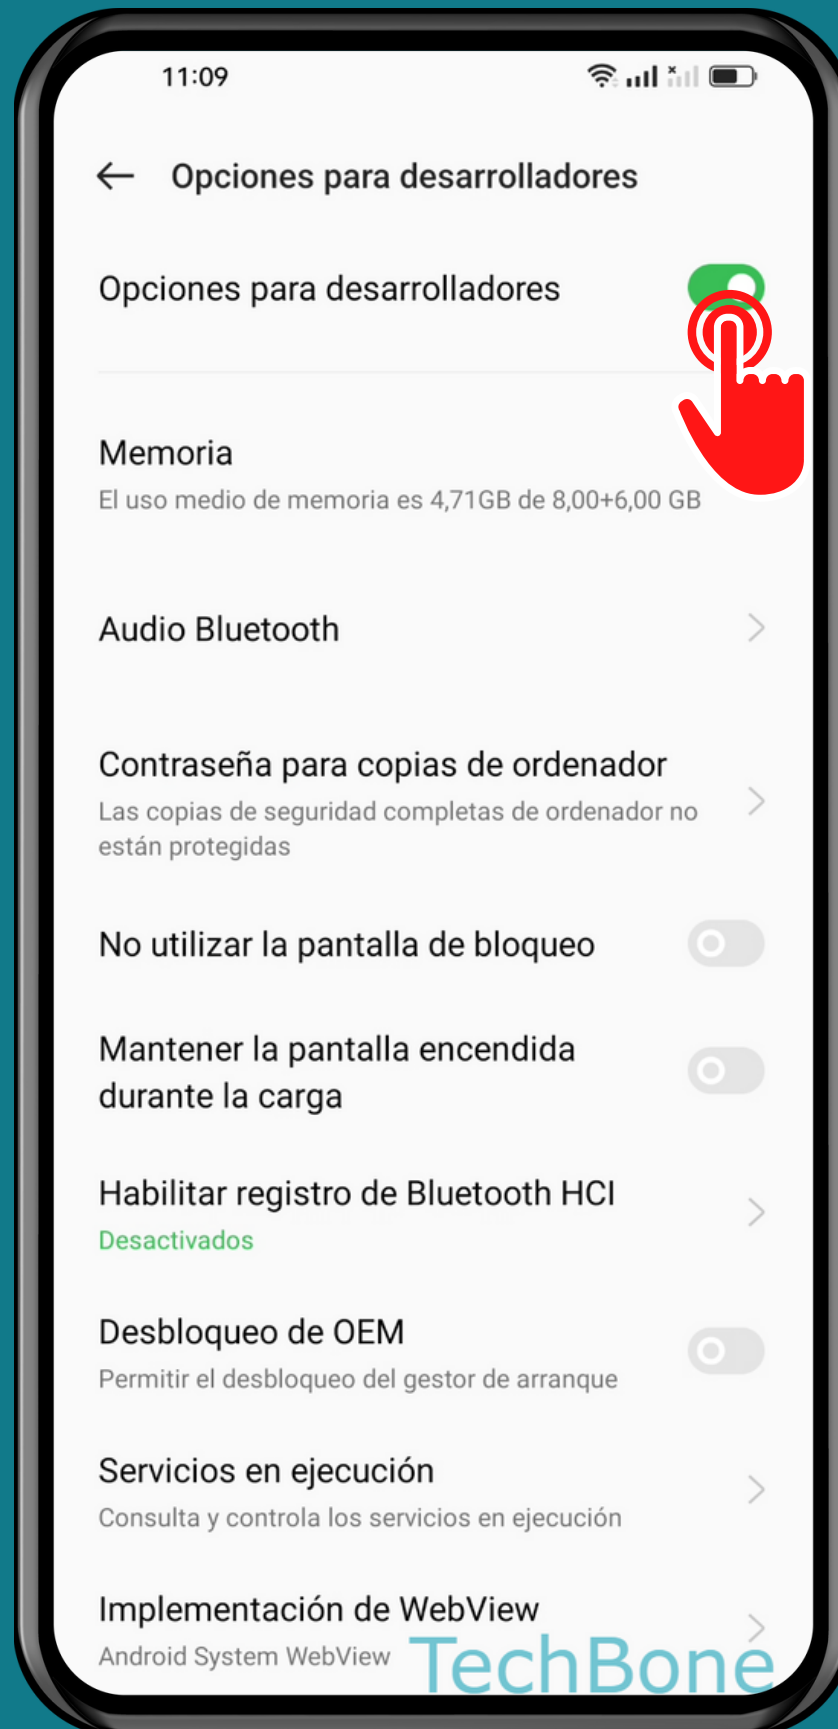 11:09
Opciones para desarrolladores
Opciones para desarrolladores
Memoria
El uso medio de memoria es 4,71GB de 8,00+6,00 GB
Audio Bluetooth
Contraseña para copias de ordenador
Las copias de seguridad completas de ordenador no
están protegidas
No utilizar la pantalla de bloqueo
Mantener la pantalla encendida
durante la carga
Habilitar registro de Bluetooth HCI
Desactivados
Desbloqueo de OEM
Permitir el desbloqueo del gestor de arranque
Servicios en ejecución
Consulta y controla los servicios en ejecución
Implementación de WebView
Android System WebView
TechBone